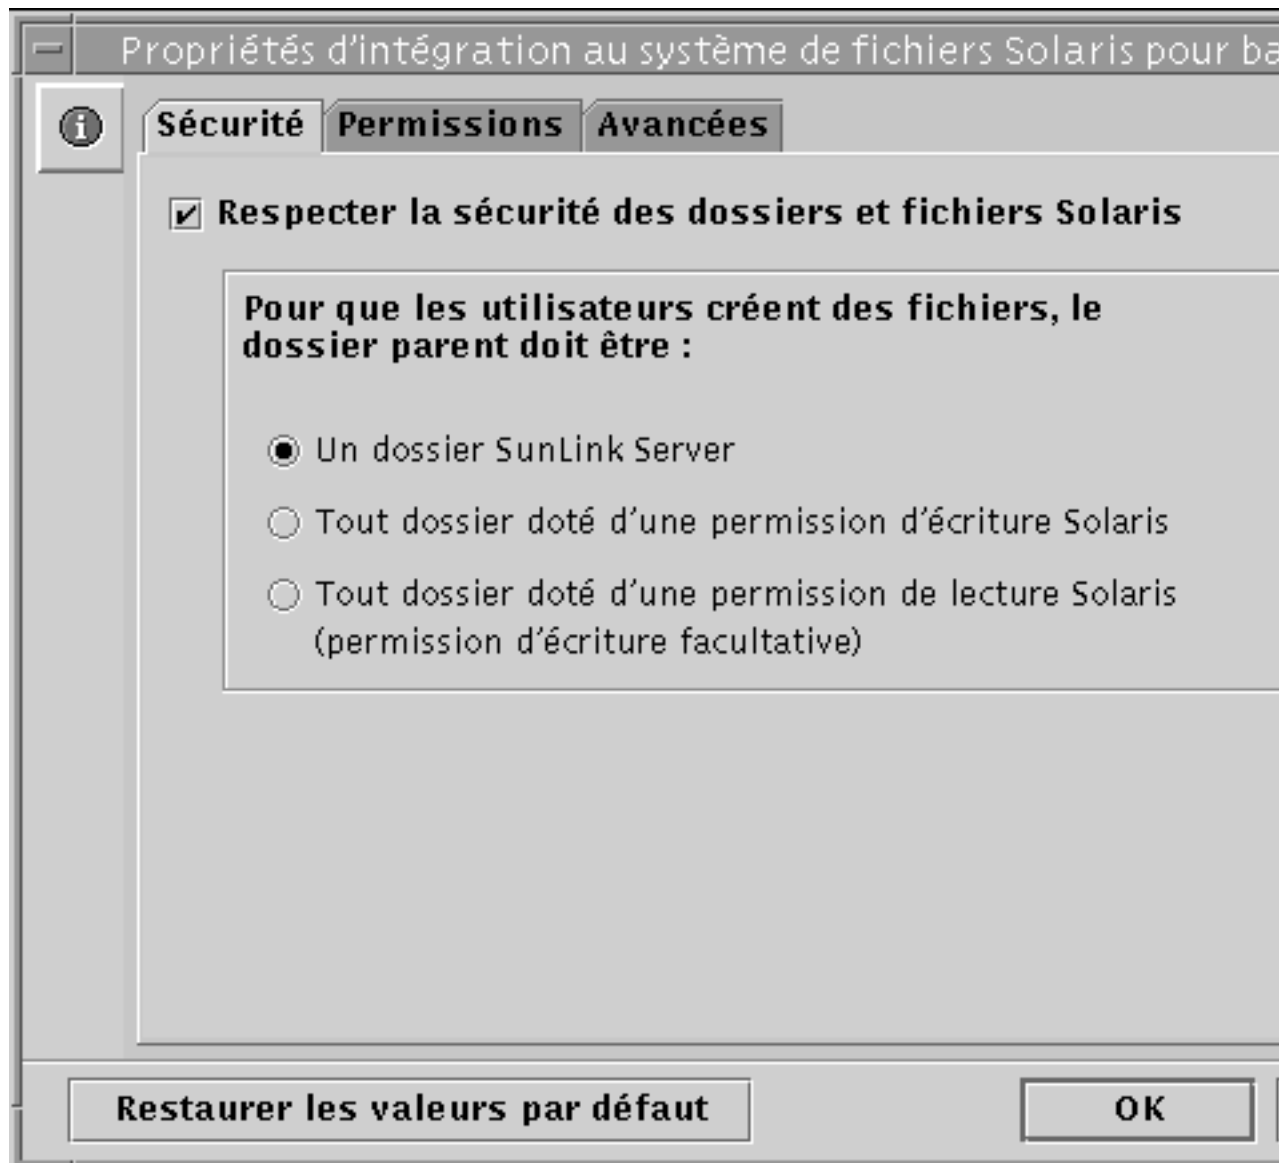 Propriétés d'intégration au système de fichiers Solaris pour ba
Sécurité Permissions Avancées
Respecter la sécurité des dossiers et fichiers Solaris
Pour que les utilisateurs créent des fichiers, le
dossier parent doit être :
Un dossier SunLink Server
Tout dossier doté d'une permission d'écriture Solaris
Tout dossier doté d'une permission de lecture Solaris
(permission d'écriture facultative)
Restaurer les valeurs par défaut OK